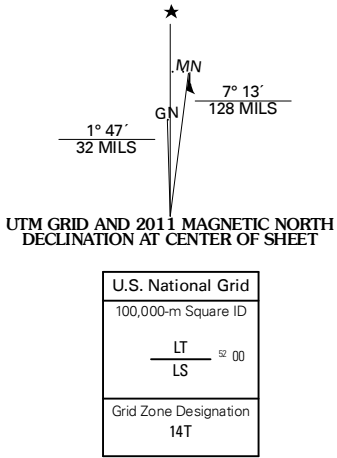 ★
MN
7° 13´
128 MILS
GN
1° 47´
32 MILS
UTM GRID AND 2011 MAGNETIC NORTH
DECLINATION AT CENTER OF SHEET
U.S. National Grid
100,000-m Square ID
LT
52 00
LS
Grid Zone Designation
14T